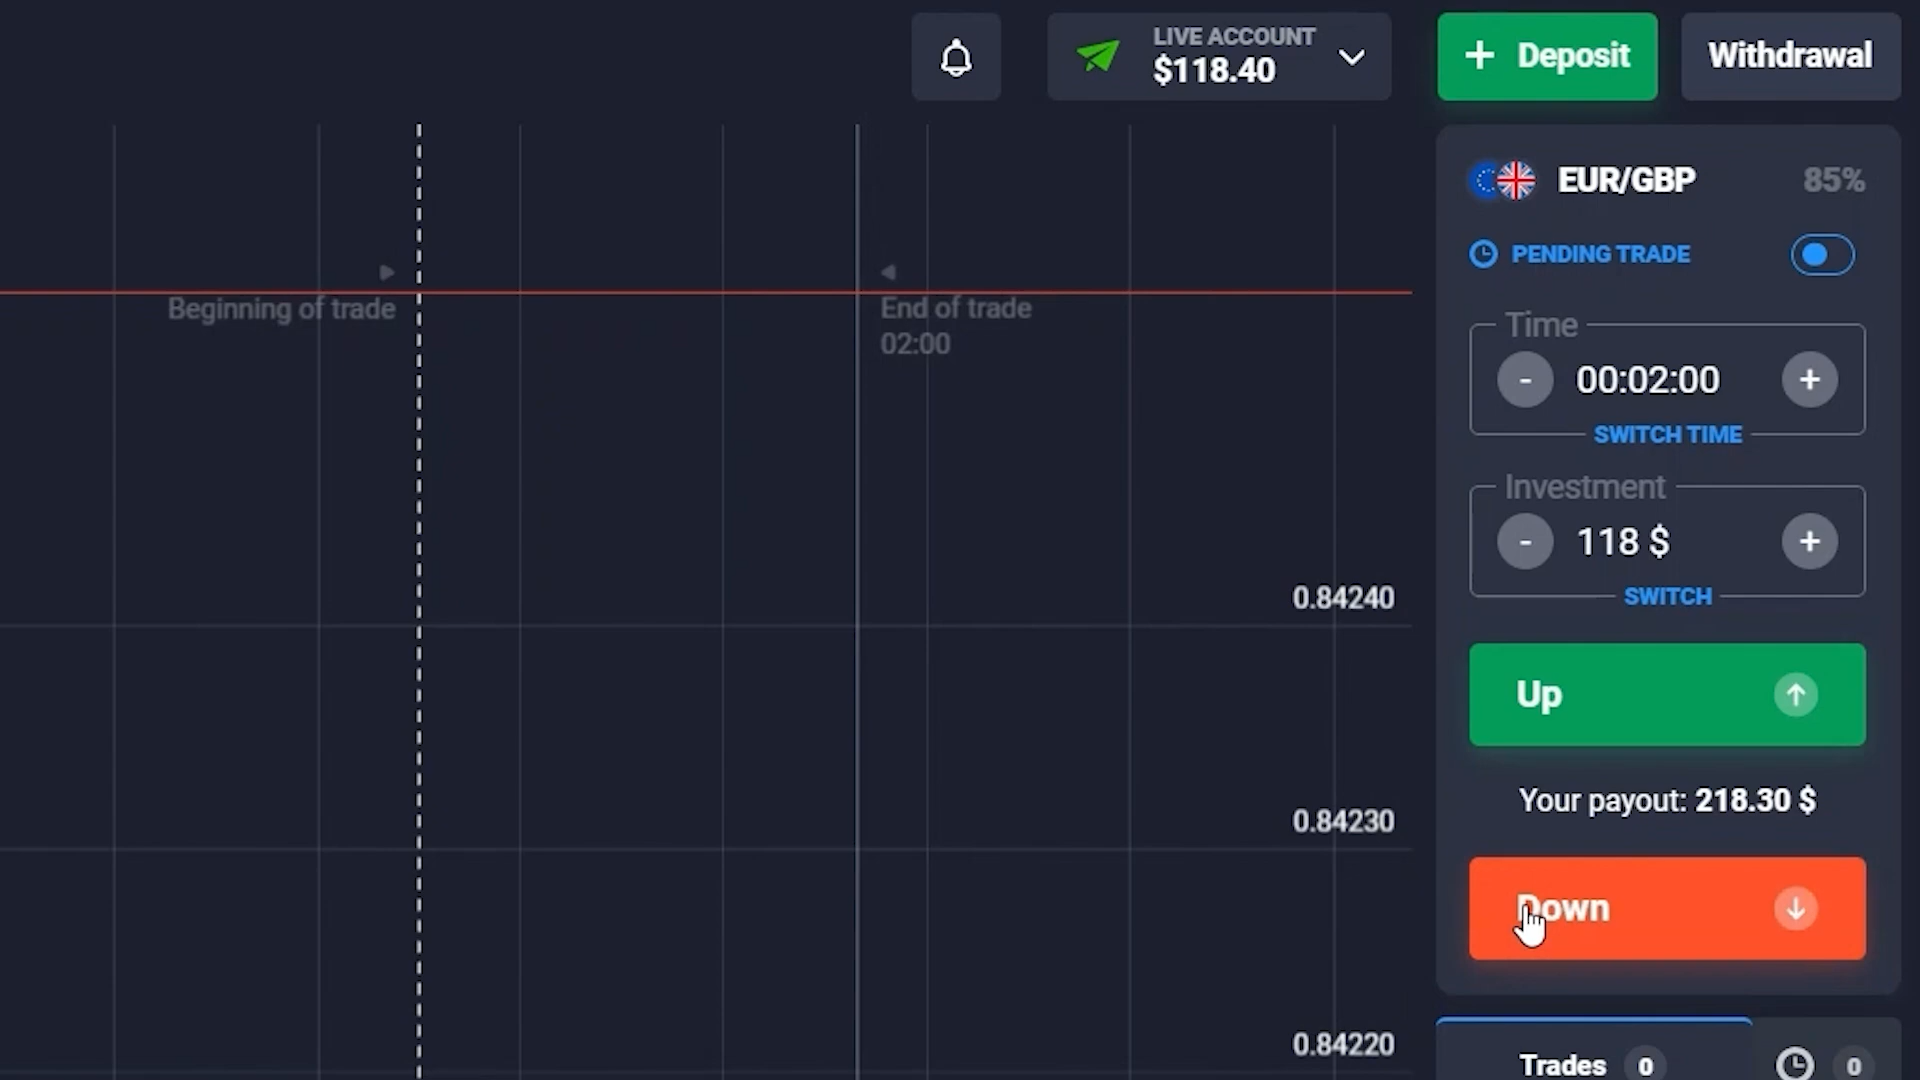 LIVE ACCOUNT
$118.40
+ Deposit
Withdrawal
EUR/GBP 85%
PENDING TRADE
Beginning of trade
End of trade
02:00
Time
- 00:02:00 +
SWITCH TIME
Investment
- 118 $ +
SWITCH
0.84240
Up
Your payout: 218.30 $
0.84230
Down
0.84220
Trades 0
0